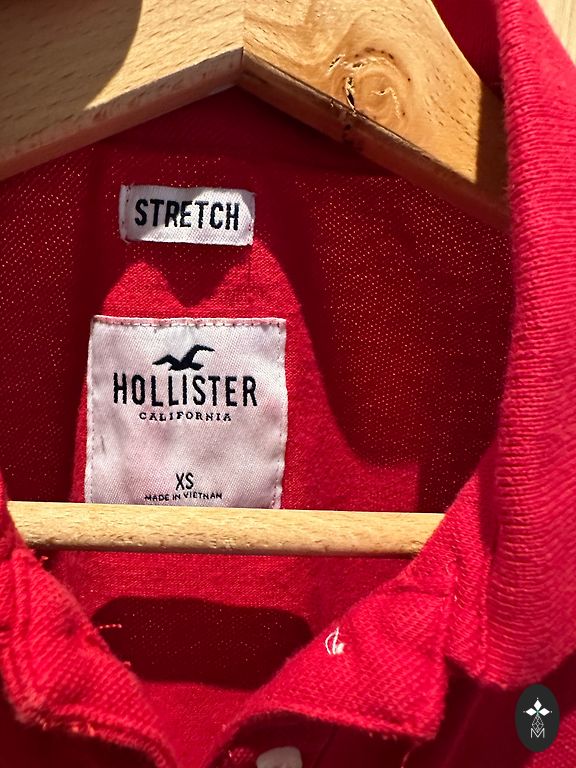 STRETCH
HOLLISTER
CALIFORNIA
XS
MADE IN VIETNAM